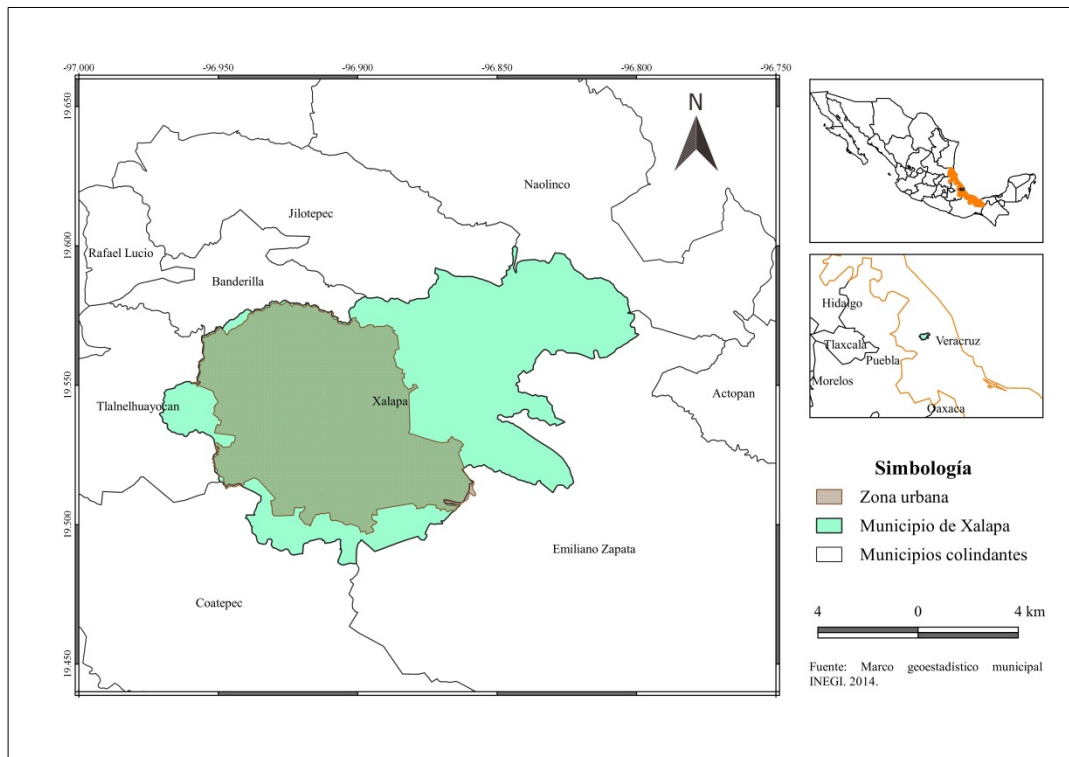 -97.000
-96.950
-96.900
-96.850
-96.800
-96.750
19.650
19.600
19.550
19.500
19.450
N
Naolinco
Jilotepec
Rafael Lucio
Banderilla
Xalapa
Tlalnelhuayocan
Actopan
Emiliano Zapata
Coatepec
Hidalgo
Tlaxcala
Veracruz
Puebla
Morelos
Oaxaca
Simbología
Zona urbana
Municipio de Xalapa
Municipios colindantes
4 0 4 km
Fuente: Marco geoestadístico municipal
INEGI. 2014.